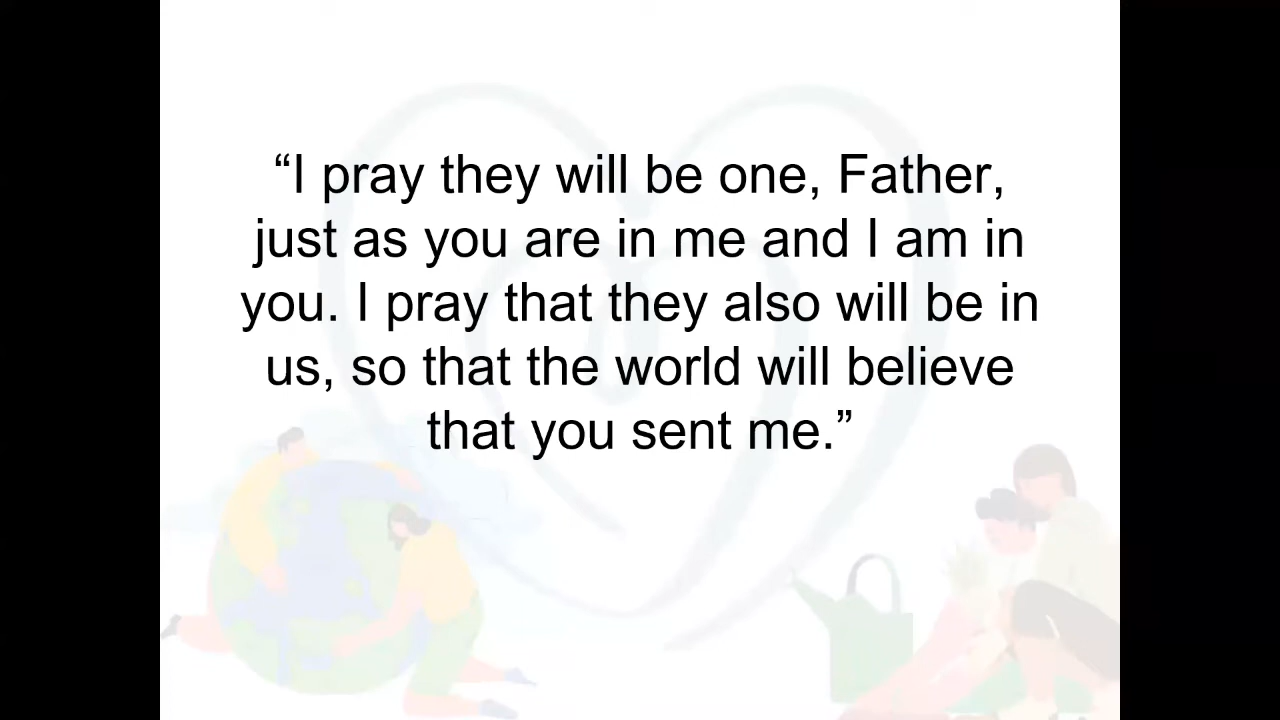 “I pray they will be one, Father,
just as you are in me and I am in
you. I pray that they also will be in
us, so that the world will believe
that you sent me.”